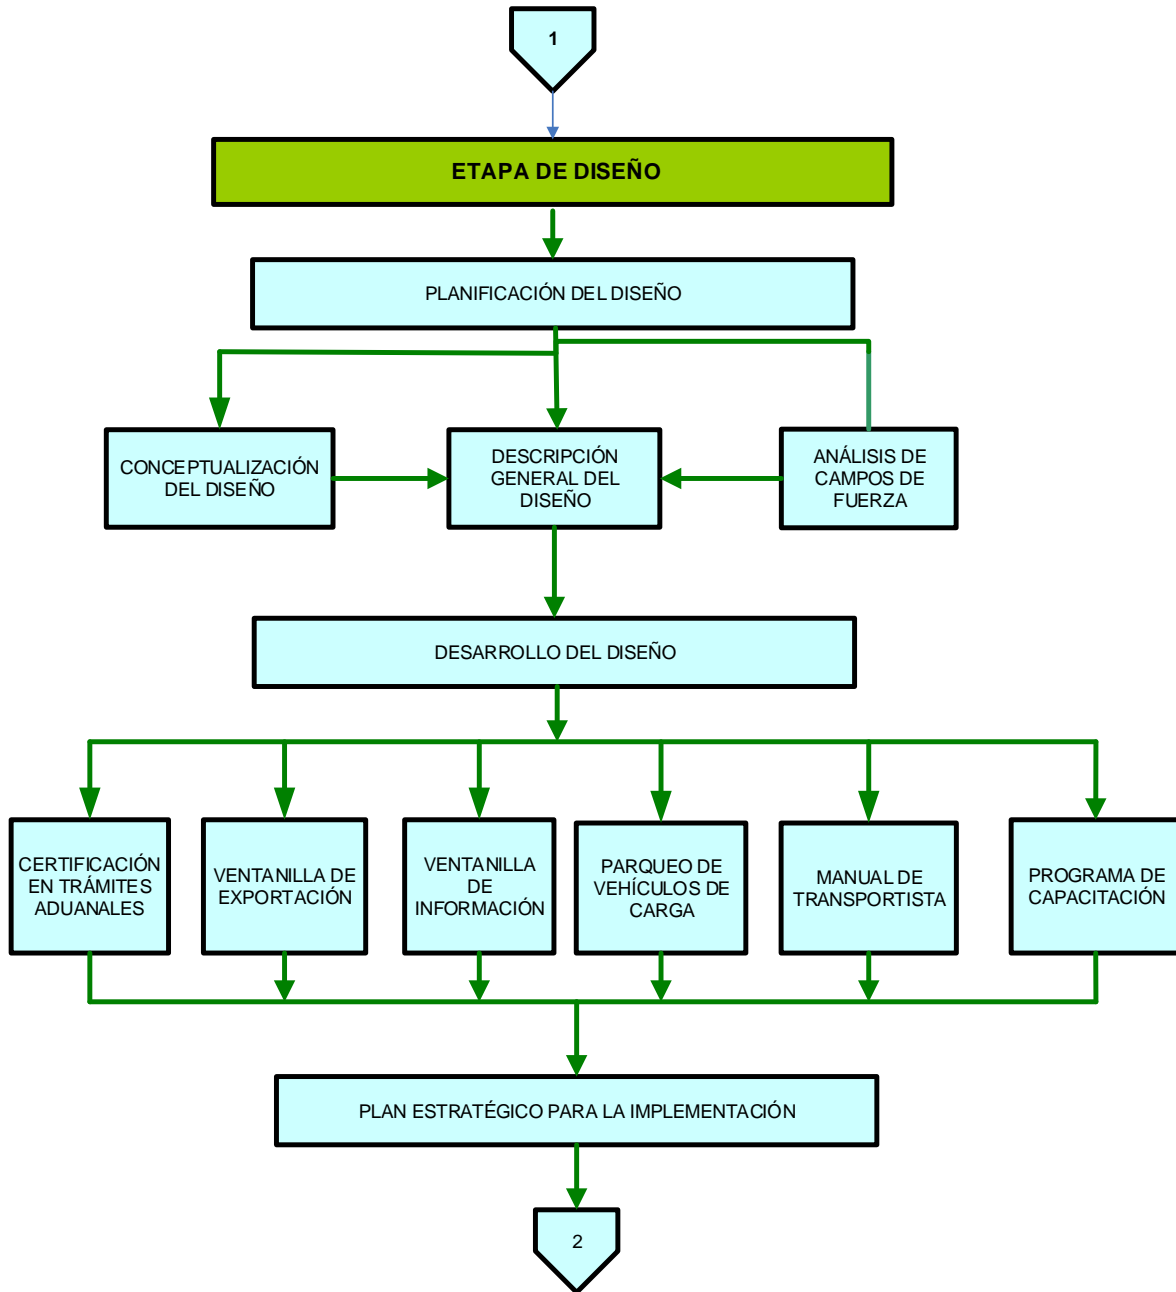 1
ETAPA DE DISEÑO
PLANIFICACIÓN DEL DISEÑO
CONCEPTUALIZACIÓN
DEL DISEÑO
DESCRIPCIÓN
GENERAL DEL
DISEÑO
ANÁLISIS DE
CAMPOS DE
FUERZA
DESARROLLO DEL DISEÑO
CERTIFICACIÓN
EN TRÁMITES
ADUANALES
VENTANILLA DE
EXPORTACIÓN
VENTANILLA
DE
INFORMACIÓN
PARQUEO DE
VEHÍCULOS DE
CARGA
MANUAL DE
TRANSPORTISTA
PROGRAMA DE
CAPACITACIÓN
PLAN ESTRATÉGICO PARA LA IMPLEMENTACIÓN
2